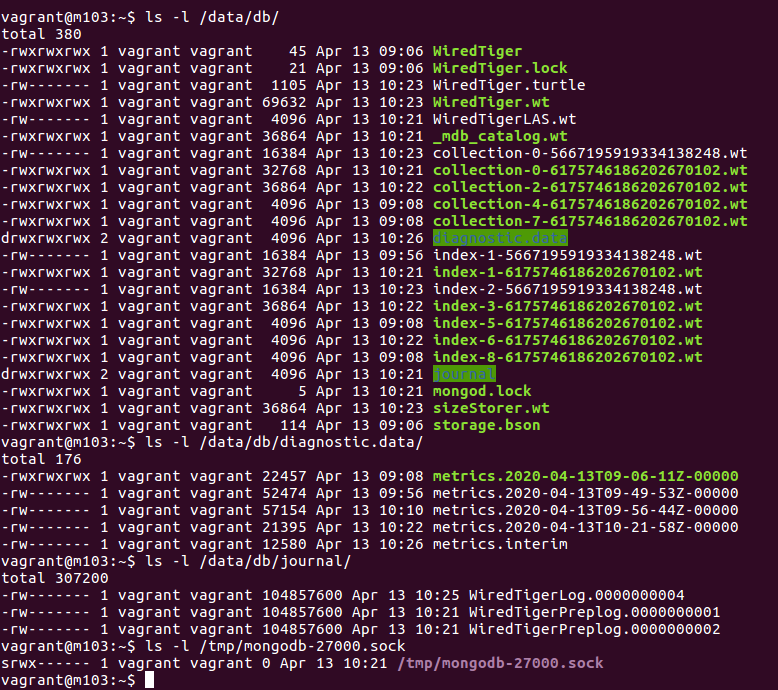 vagrant@m103:~$ ls -l /data/db/
total 380
-rwxrwxrwx 1 vagrant vagrant    45 Apr 13 09:06 WiredTiger
-rwxrwxrwx 1 vagrant vagrant    21 Apr 13 09:06 WiredTiger.lock
-rw------- 1 vagrant vagrant  1105 Apr 13 10:23 WiredTiger.turtle
-rwxrwxrwx 1 vagrant vagrant 69632 Apr 13 10:23 WiredTiger.wt
-rw------- 1 vagrant vagrant  4096 Apr 13 10:21 WiredTigerLAS.wt
-rwxrwxrwx 1 vagrant vagrant 36864 Apr 13 10:21 _mdb_catalog.wt
-rw------- 1 vagrant vagrant 16384 Apr 13 10:23 collection-0-5667195919334138248.wt
-rwxrwxrwx 1 vagrant vagrant 32768 Apr 13 10:21 collection-0-6175746186202670102.wt
-rwxrwxrwx 1 vagrant vagrant 36864 Apr 13 10:22 collection-2-6175746186202670102.wt
-rwxrwxrwx 1 vagrant vagrant  4096 Apr 13 09:08 collection-4-6175746186202670102.wt
-rwxrwxrwx 1 vagrant vagrant  4096 Apr 13 09:08 collection-7-6175746186202670102.wt
drwxrwxrwx 2 vagrant vagrant  4096 Apr 13 10:26 diagnostic.data
-rw------- 1 vagrant vagrant 16384 Apr 13 09:56 index-1-5667195919334138248.wt
-rwxrwxrwx 1 vagrant vagrant 32768 Apr 13 10:21 index-1-6175746186202670102.wt
-rw------- 1 vagrant vagrant 16384 Apr 13 10:23 index-2-5667195919334138248.wt
-rwxrwxrwx 1 vagrant vagrant 36864 Apr 13 10:22 index-3-6175746186202670102.wt
-rwxrwxrwx 1 vagrant vagrant  4096 Apr 13 09:08 index-5-6175746186202670102.wt
-rwxrwxrwx 1 vagrant vagrant  4096 Apr 13 10:22 index-6-6175746186202670102.wt
-rwxrwxrwx 1 vagrant vagrant  4096 Apr 13 09:08 index-8-6175746186202670102.wt
drwxrwxrwx 2 vagrant vagrant  4096 Apr 13 10:21 journal
-rwxrwxrwx 1 vagrant vagrant     5 Apr 13 10:21 mongod.lock
-rwxrwxrwx 1 vagrant vagrant 36864 Apr 13 10:23 sizeStorer.wt
-rwxrwxrwx 1 vagrant vagrant   114 Apr 13 09:06 storage.bson
vagrant@m103:~$ ls -l /data/db/diagnostic.data/
total 176
-rwxrwxrwx 1 vagrant vagrant 22457 Apr 13 09:08 metrics.2020-04-13T09-06-11Z-00000
-rw------- 1 vagrant vagrant 52474 Apr 13 09:56 metrics.2020-04-13T09-49-53Z-00000
-rw------- 1 vagrant vagrant 57154 Apr 13 10:10 metrics.2020-04-13T09-56-44Z-00000
-rw------- 1 vagrant vagrant 21395 Apr 13 10:22 metrics.2020-04-13T10-21-58Z-00000
-rw------- 1 vagrant vagrant 12580 Apr 13 10:26 metrics.interim
vagrant@m103:~$ ls -l /data/db/journal/
total 307200
-rw------- 1 vagrant vagrant 104857600 Apr 13 10:25 WiredTigerLog.0000000004
-rw------- 1 vagrant vagrant 104857600 Apr 13 10:21 WiredTigerPreplog.0000000001
-rw------- 1 vagrant vagrant 104857600 Apr 13 10:21 WiredTigerPreplog.0000000002
vagrant@m103:~$ ls -l /tmp/mongodb-27000.sock
srwx------ 1 vagrant vagrant 0 Apr 13 10:21 /tmp/mongodb-27000.sock
vagrant@m103:~$